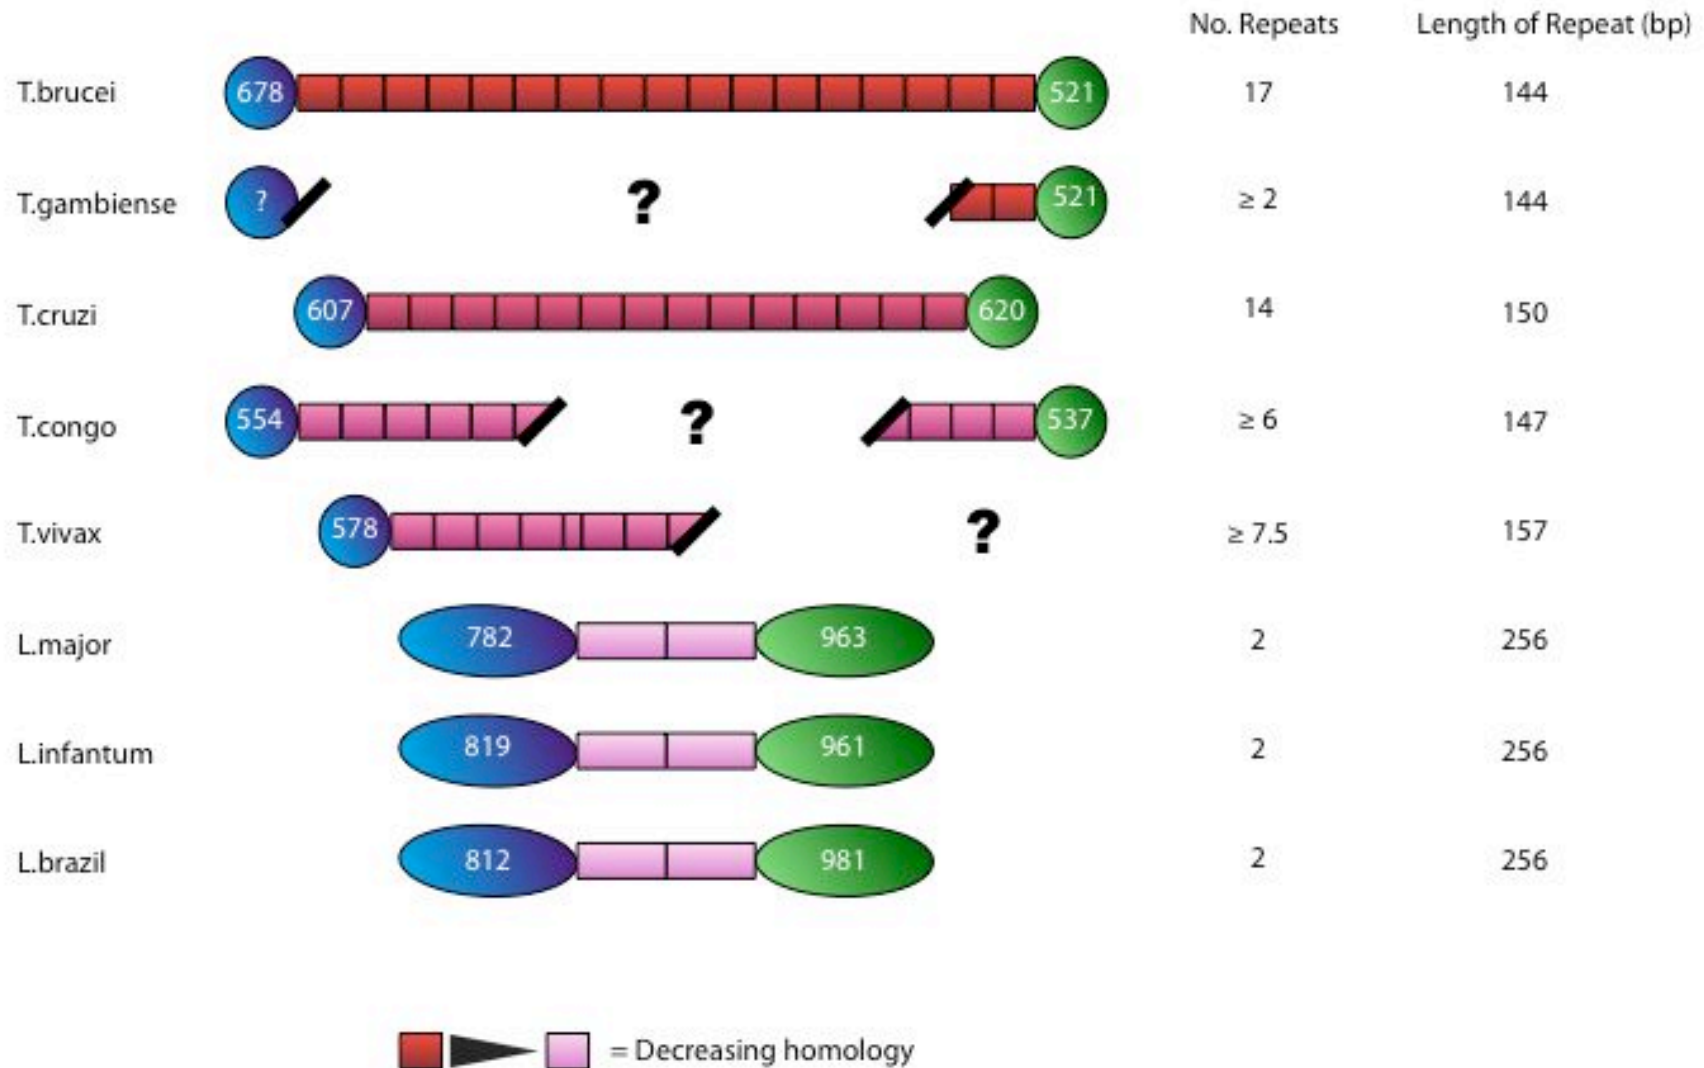 No. Repeats Length of Repeat (bp)
T.brucei 678 521 17 144
T.gambiense ? ? 521 ≥ 2 144
T.cruzi 607 620 14 150
T.congo 554 ? 537 ≥ 6 147
T.vivax 578 ? ≥ 7.5 157
L.major 782 963 2 256
L.infantum 819 961 2 256
L.brazil 812 981 2 256
= Decreasing homology